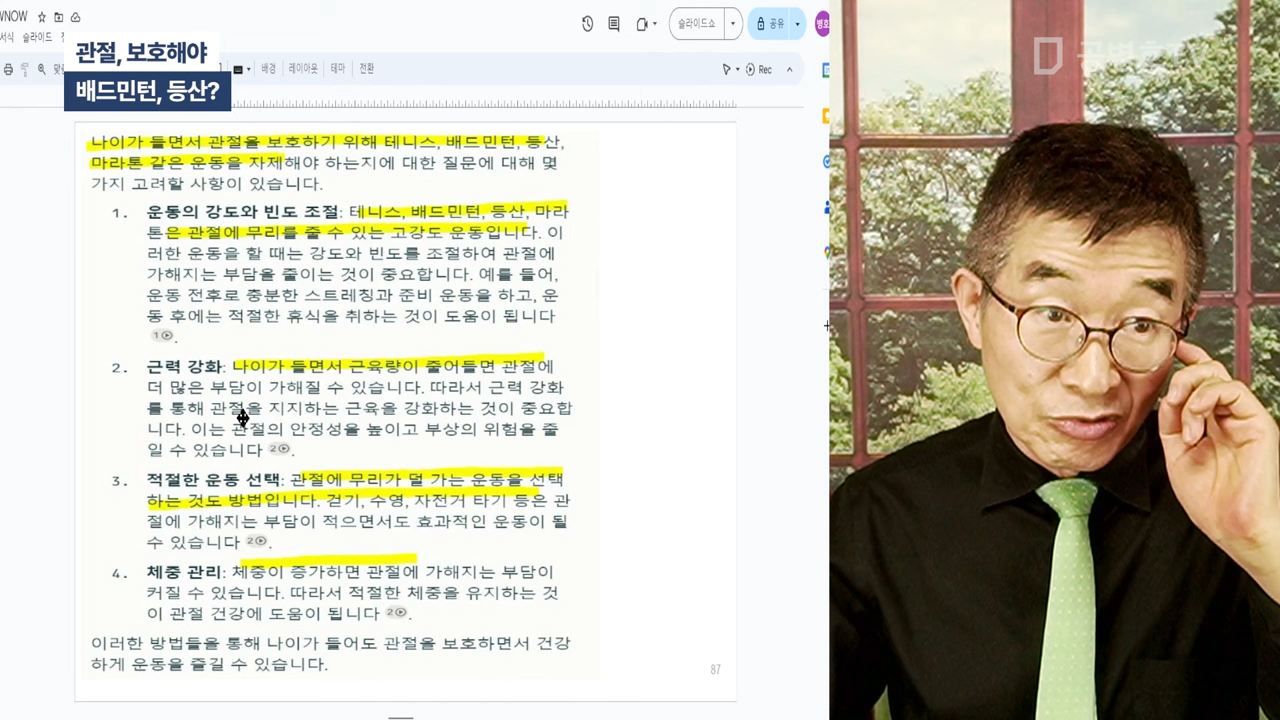 WNOW
서식 슬라이드
슬라이드쇼
공유
병호
관절, 보호해야
배드민턴, 등산?
배경 레이아웃 테마 전환
Rec
공병호TV
나이가 들면서 관절을 보호하기 위해 테니스, 배드민턴, 등산,
마라톤 같은 운동을 자제해야 하는지에 대한 질문에 대해 몇
가지 고려할 사항이 있습니다.
1. 운동의 강도와 빈도 조절: 테니스, 배드민턴, 등산, 마라
톤은 관절에 무리를 줄 수 있는 고강도 운동입니다. 이
러한 운동을 할 때는 강도와 빈도를 조절하여 관절에
가해지는 부담을 줄이는 것이 중요합니다. 예를 들어,
운동 전후로 충분한 스트레칭과 준비 운동을 하고, 운
동 후에는 적절한 휴식을 취하는 것이 도움이 됩니다
1.
2. 근력 강화: 나이가 들면서 근육량이 줄어들면 관절에
더 많은 부담이 가해질 수 있습니다. 따라서 근력 강화
를 통해 관절을 지지하는 근육을 강화하는 것이 중요합
니다. 이는 관절의 안정성을 높이고 부상의 위험을 줄
일 수 있습니다 2.
3. 적절한 운동 선택: 관절에 무리가 덜 가는 운동을 선택
하는 것도 방법입니다. 걷기, 수영, 자전거 타기 등은 관
절에 가해지는 부담이 적으면서도 효과적인 운동이 될
수 있습니다 2.
4. 체중 관리: 체중이 증가하면 관절에 가해지는 부담이
커질 수 있습니다. 따라서 적절한 체중을 유지하는 것
이 관절 건강에 도움이 됩니다 2.
이러한 방법들을 통해 나이가 들어도 관절을 보호하면서 건강
하게 운동을 즐길 수 있습니다.
87